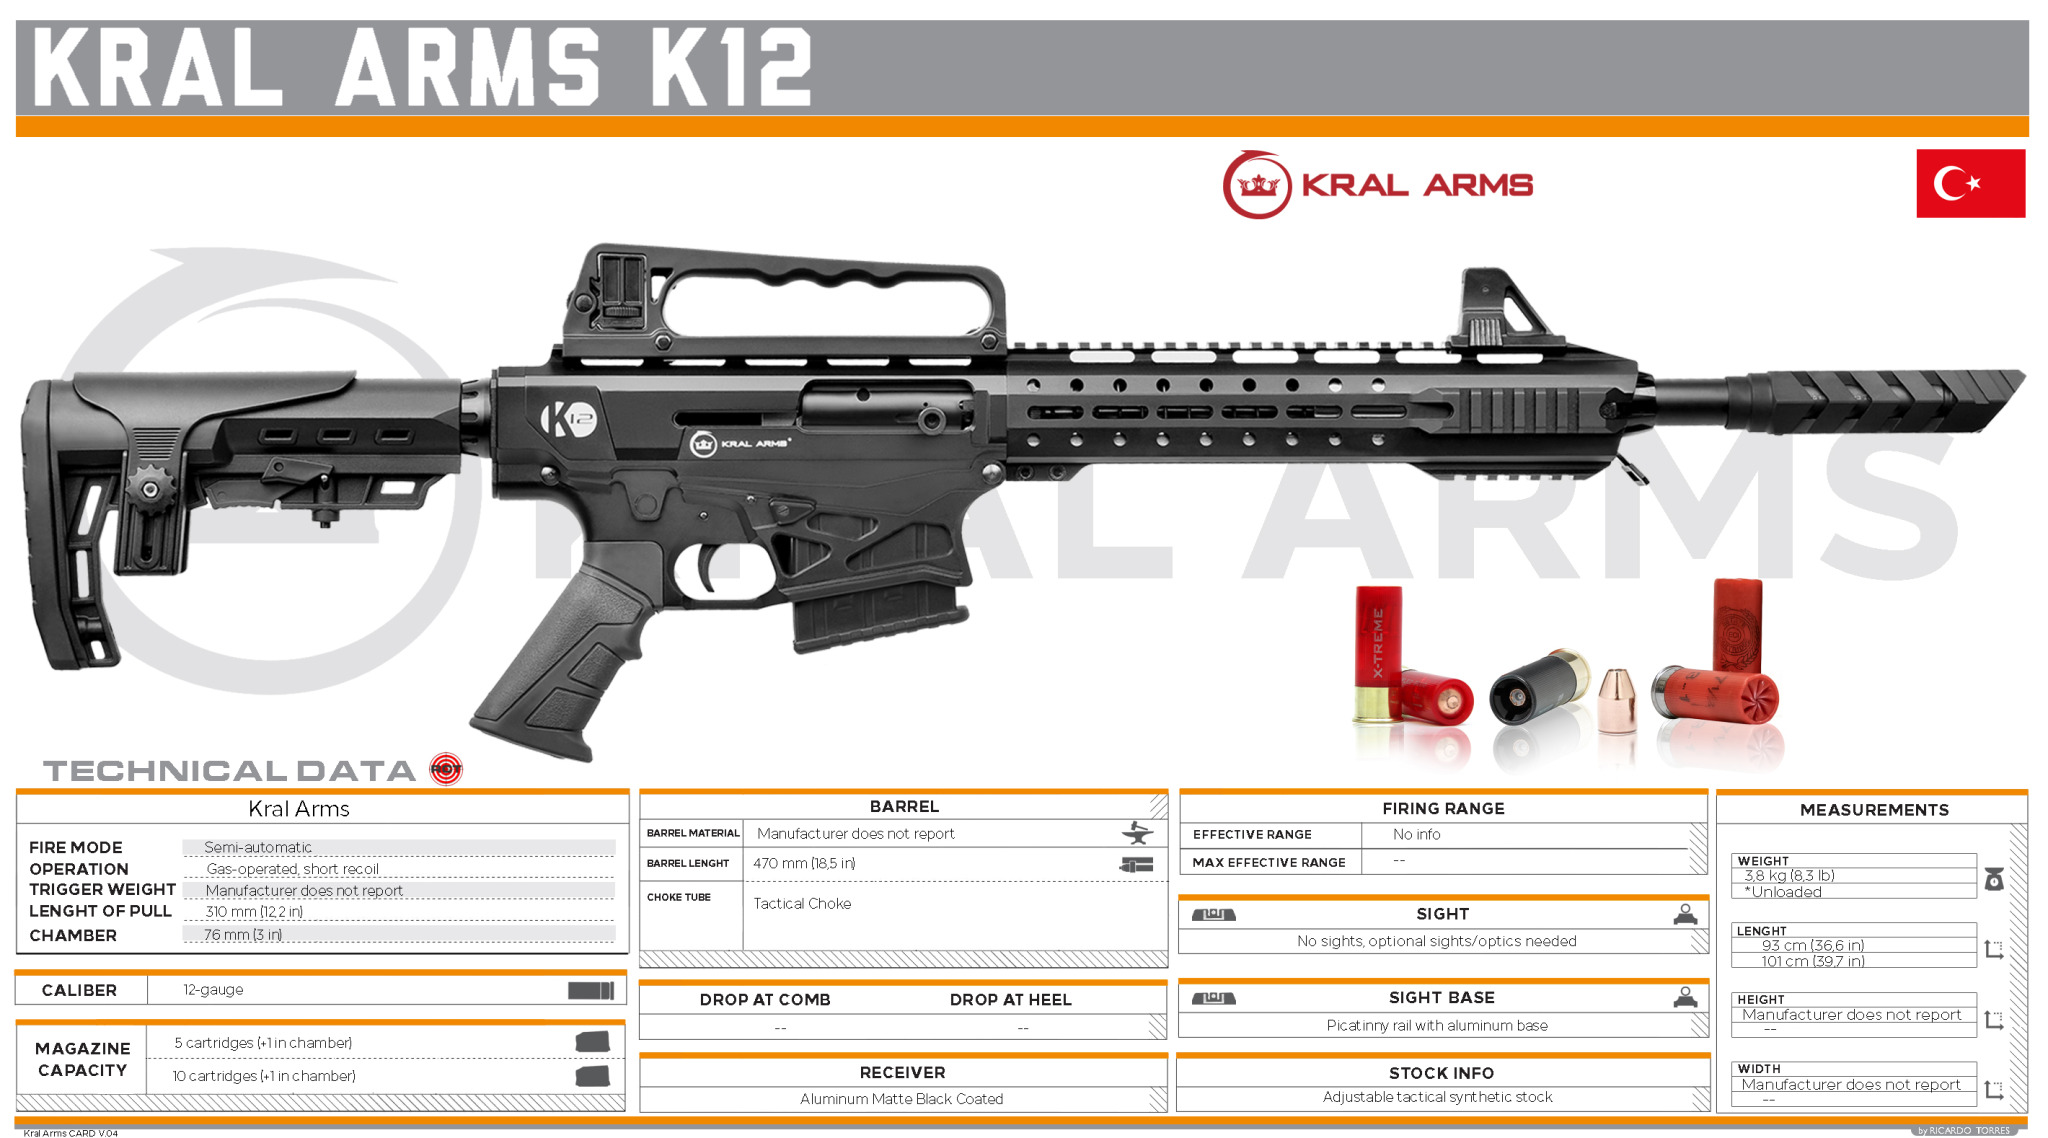 KRAL ARMS K12
KRAL ARMS
KRAL ARMS
K12
KRAL ARMS
X-TREME
TECHNICAL DATA
Kral Arms
FIRE MODE Semi-automatic
OPERATION Gas-operated, short recoil
TRIGGER WEIGHT Manufacturer does not report
LENGHT OF PULL 310 mm (12,2 in)
CHAMBER 76 mm (3 in)
CALIBER 12-gauge
MAGAZINE CAPACITY
5 cartridges (+1 in chamber)
10 cartridges (+1 in chamber)
BARREL
BARREL MATERIAL Manufacturer does not report
BARREL LENGHT 470 mm (18,5 in)
CHOKE TUBE Tactical Choke
DROP AT COMB DROP AT HEEL
-- --
RECEIVER
Aluminum Matte Black Coated
FIRING RANGE
EFFECTIVE RANGE No info
MAX EFFECTIVE RANGE --
SIGHT
No sights, optional sights/optics needed
SIGHT BASE
Picatinny rail with aluminum base
STOCK INFO
Adjustable tactical synthetic stock
MEASUREMENTS
WEIGHT
3,8 kg (8,3 lb)
*Unloaded
LENGHT
93 cm (36,6 in)
101 cm (39,7 in)
HEIGHT
Manufacturer does not report
--
WIDTH
Manufacturer does not report
--
Kral Arms CARD V.04
by RICARDO TORRES